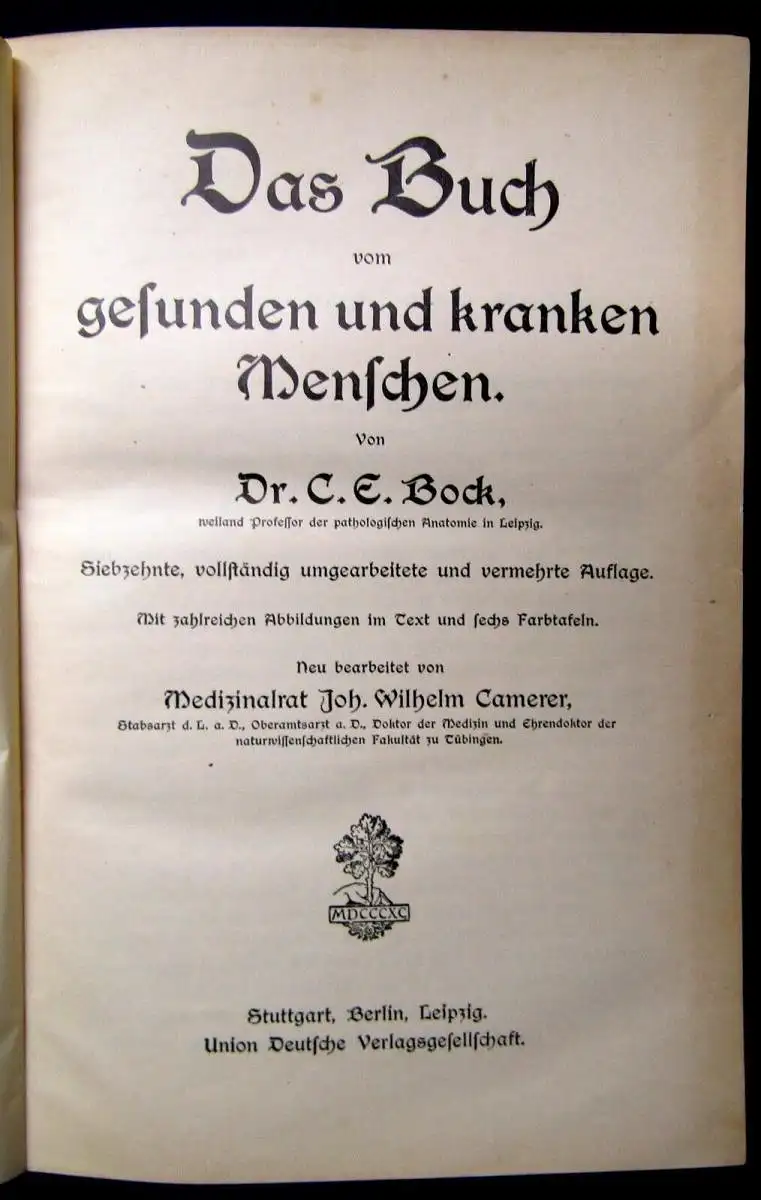 Das Buch
vom
geſunden und kranken
Menſchen.
Von
Dr. C. E. Bock,
weiland Profeſſor der pathologiſchen Anatomie in Leipzig.
Siebzehnte, vollſtändig umgearbeitete und vermehrte Auflage.
Mit zahlreichen Abbildungen im Text und ſechs Farbtafeln.
Neu bearbeitet von
Medizinalrat Joh. Wilhelm Camerer,
Stabsarzt d. L. a. D., Oberamtsarzt a. D., Doktor der Medizin und Ehrendoktor der
naturwiſſenſchaftlichen Fakultät zu Tübingen.
MDCCCXC
Stuttgart, Berlin, Leipzig.
Union Deutſche Verlagsgeſellſchaft.